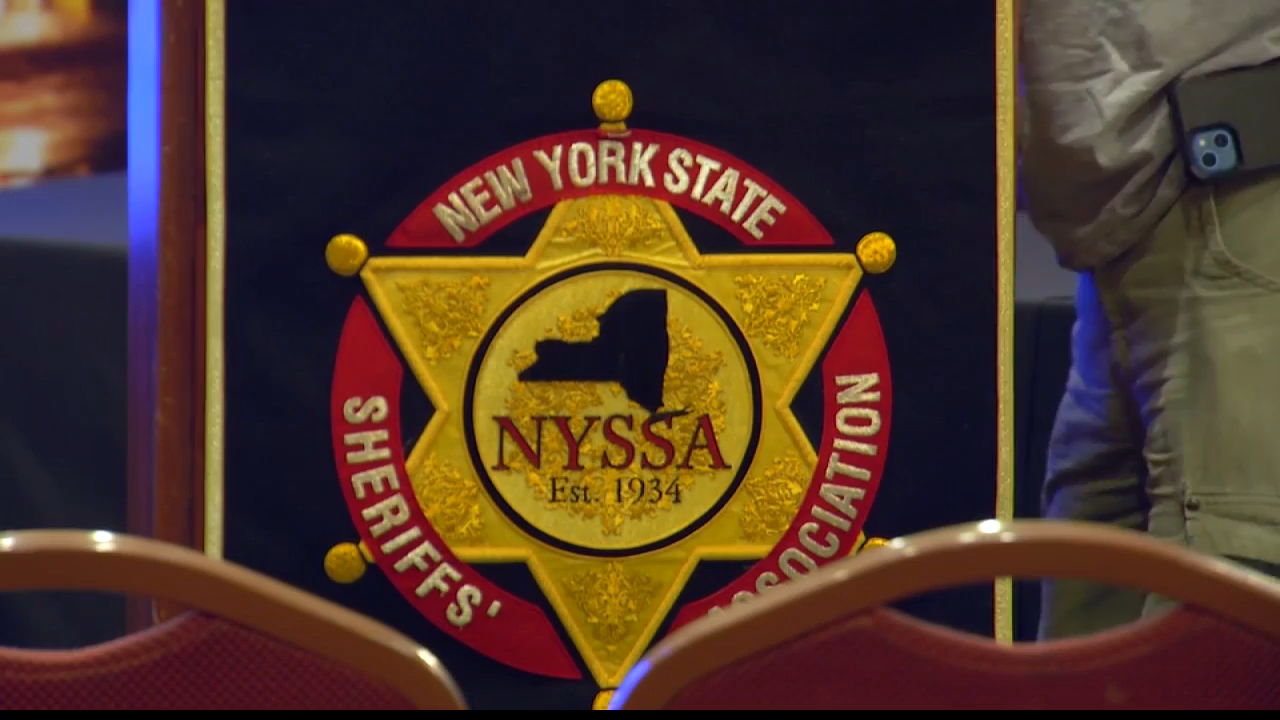 NEW YORK STATE
SHERIFFS'
ASSOCIATION
NYSSA
Est. 1934